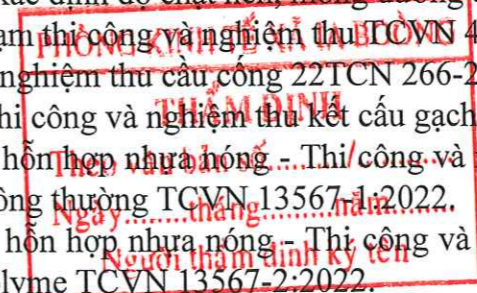 xác định độ chặt nền, móng đường
ạm thi công và nghiệm thu TCVN 4
nghiệm thu cầu cống 22TCN 266-2
hi công và nghiệm thu kết cấu gạch
hỗn hợp nhựa nóng - Thi công và
ông thường TCVN 13567-1:2022.
hỗn hợp nhựa nóng - Thi công và
lyme TCVN 13567-2:2022.
PHÒNG KINH TẾ
THẨM ĐỊNH
Theo văn bản số.............
Ngày........tháng........năm........
Người thẩm định ký tên